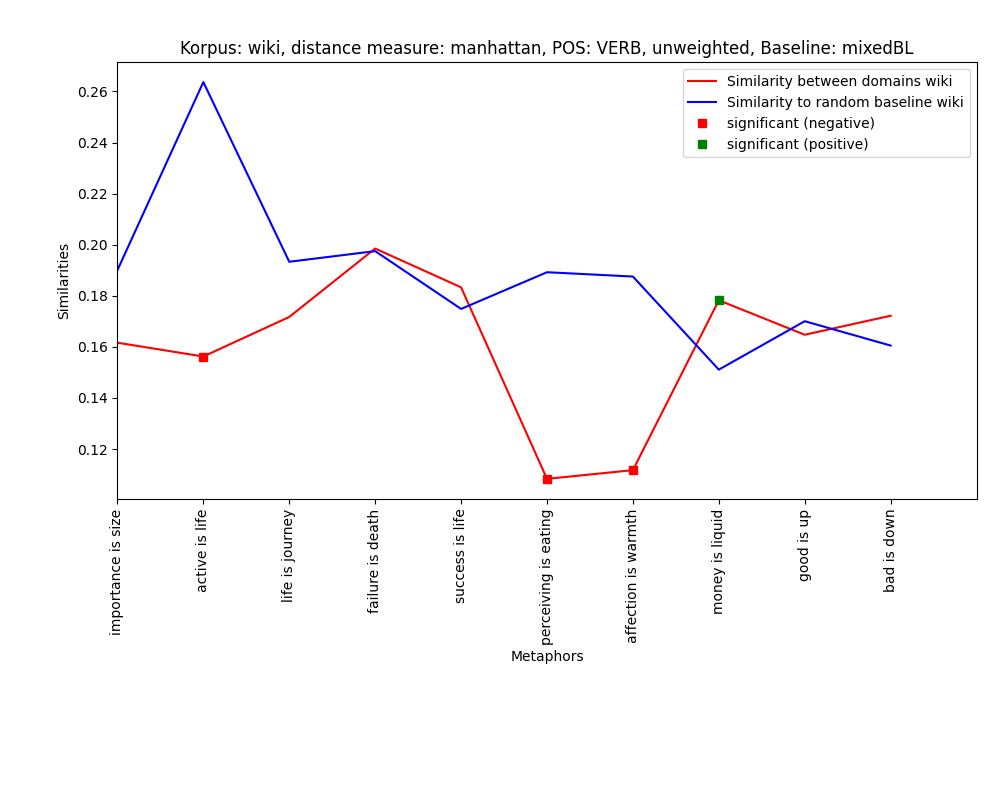 Korpus: wiki, distance measure: manhattan, POS: VERB, unweighted, Baseline: mixedBL
Similarity between domains wiki
Similarity to random baseline wiki
significant (negative)
significant (positive)
Similarities
0.26
0.24
0.22
0.20
0.18
0.16
0.14
0.12
importance is size
active is life
life is journey
failure is death
success is life
perceiving is eating
affection is warmth
money is liquid
good is up
bad is down
Metaphors